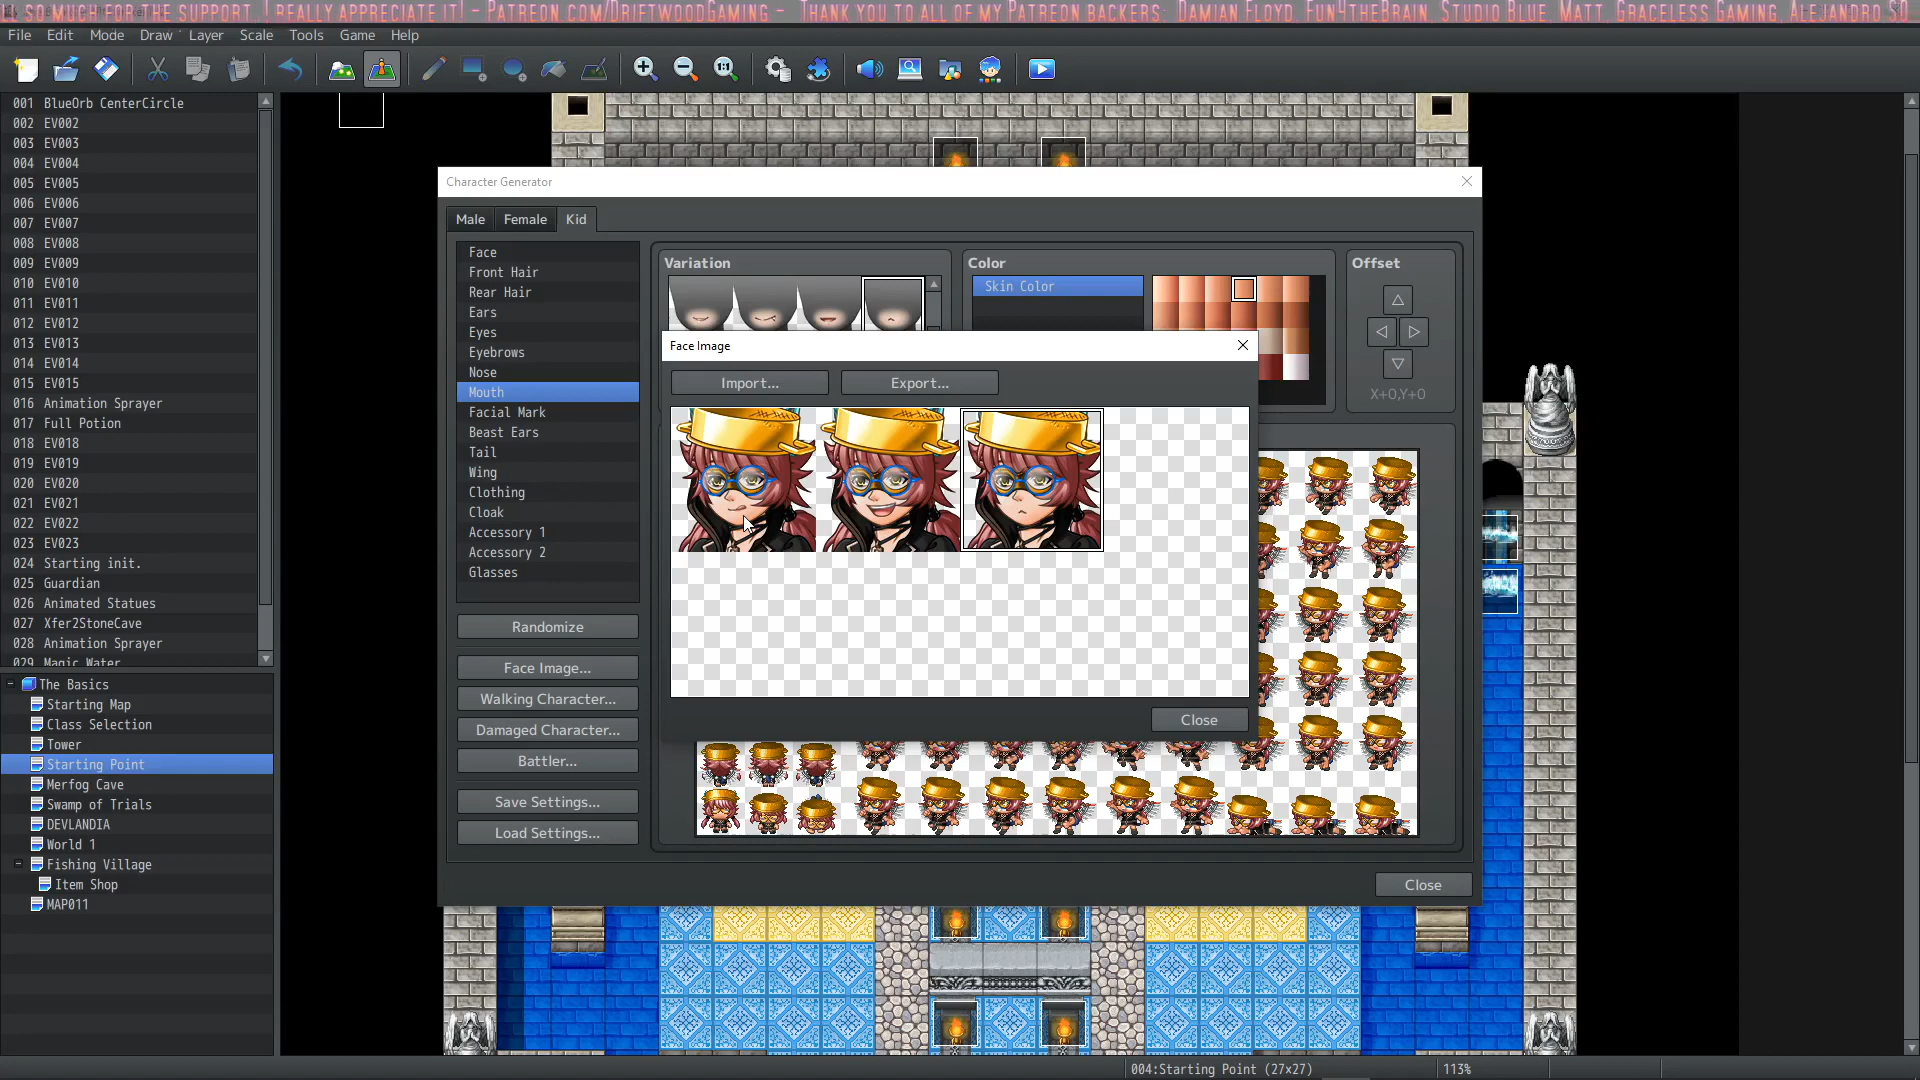 LL SO MUCH FOR THE SUPPORT, I REALLY APPRECIATE IT! - PATREON.COM/DRIFTWOODGAMING - THANK YOU TO ALL OF MY PATREON BACKERS: DAMIAN FLOYD, FUN4THEBRAIN, STUDIO BLUE, MATT, GRACELESS GAMING, ALEJANDRO
File Edit Mode Draw Layer Scale Tools Game Help
001 BlueOrb CenterCircle
002 EV002
003 EV003
004 EV004
005 EV005
006 EV006
007 EV007
008 EV008
009 EV009
010 EV010
011 EV011
012 EV012
013 EV013
014 EV014
015 EV015
016 Animation Sprayer
017 Full Potion
018 EV018
019 EV019
020 EV020
021 EV021
022 EV022
023 EV023
024 Starting init.
025 Guardian
026 Animated Statues
027 Xfer2StoneCave
028 Animation Sprayer
029 Magic Water
The Basics
Starting Map
Class Selection
Tower
Starting Point
Merfog Cave
Swamp of Trials
DEVLANDIA
World 1
Fishing Village
Item Shop
MAP011
Character Generator
Male Female Kid
Face
Front Hair
Rear Hair
Ears
Eyes
Eyebrows
Nose
Mouth
Facial Mark
Beast Ears
Tail
Wing
Clothing
Cloak
Accessory 1
Accessory 2
Glasses
Randomize
Face Image...
Walking Character...
Damaged Character...
Battler...
Save Settings...
Load Settings...
Variation
Color
Skin Color
Offset
X+0,Y+0
Face Image
Import... Export...
Close
Close
004:Starting Point (27×27) 113%